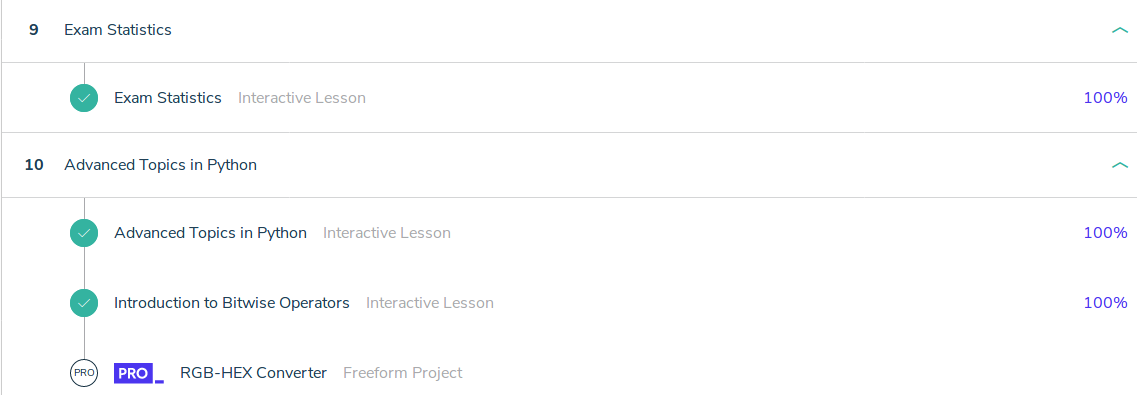 9 Exam Statistics
Exam Statistics Interactive Lesson 100%
10 Advanced Topics in Python
Advanced Topics in Python Interactive Lesson 100%
Introduction to Bitwise Operators Interactive Lesson 100%
PRO PRO_ RGB-HEX Converter Freeform Project